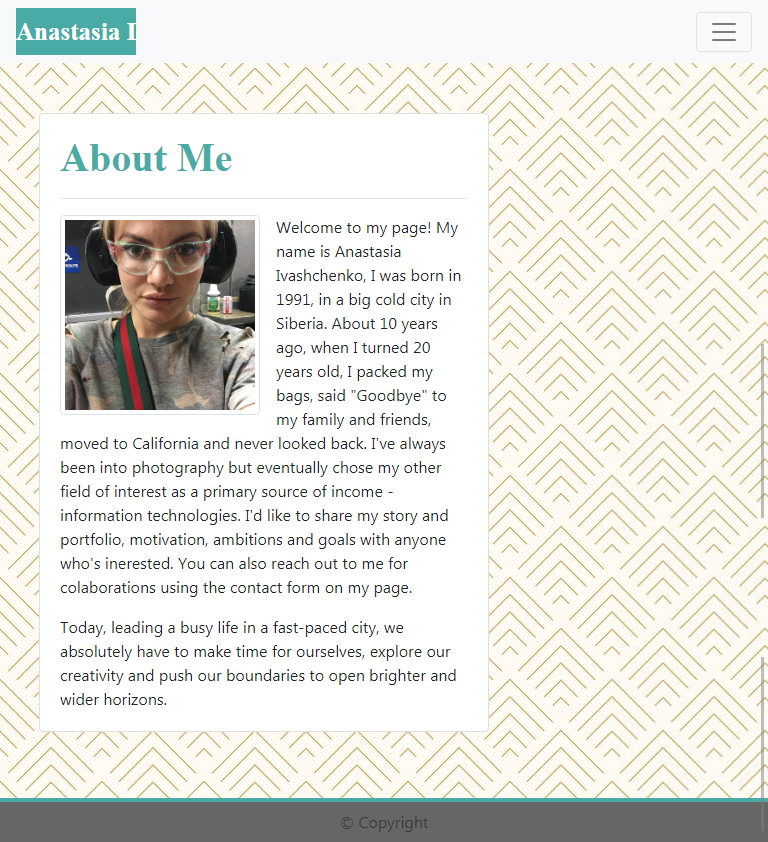 Anastasia I
About Me
Welcome to my page! My
name is Anastasia
Ivashchenko, I was born in
1991, in a big cold city in
Siberia. About 10 years
ago, when I turned 20
years old, I packed my
bags, said "Goodbye" to
my family and friends,
moved to California and never looked back. I've always
been into photography but eventually chose my other
field of interest as a primary source of income -
information technologies. I'd like to share my story and
portfolio, motivation, ambitions and goals with anyone
who's inerested. You can also reach out to me for
colaborations using the contact form on my page.
Today, leading a busy life in a fast-paced city, we
absolutely have to make time for ourselves, explore our
creativity and push our boundaries to open brighter and
wider horizons.
© Copyright